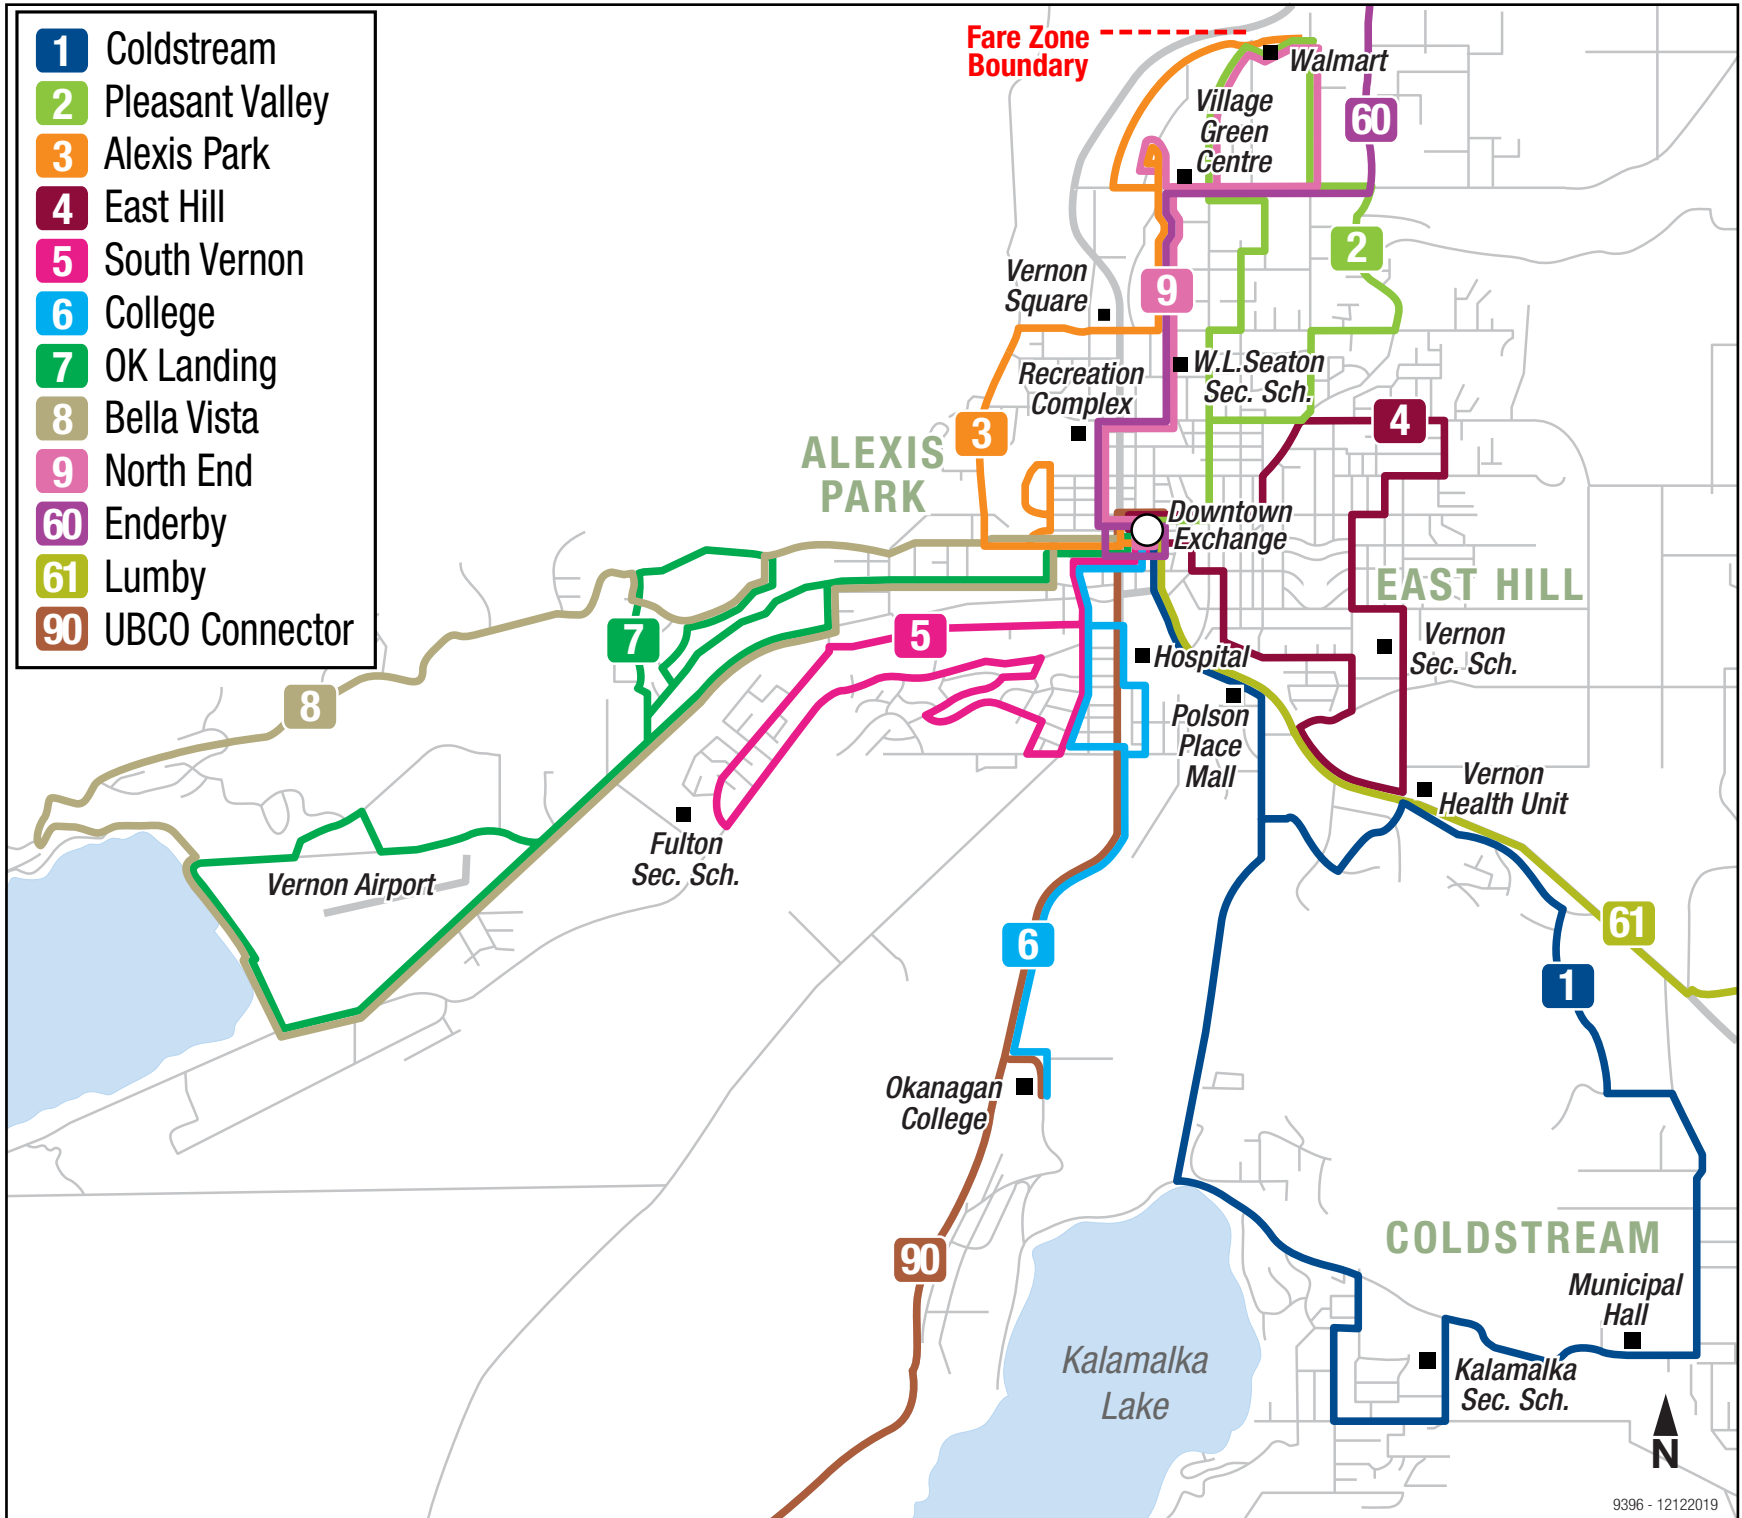 1 Coldstream
2 Pleasant Valley
3 Alexis Park
4 East Hill
5 South Vernon
6 College
7 OK Landing
8 Bella Vista
9 North End
60 Enderby
61 Lumby
90 UBCO Connector
Fare Zone
Boundary
Walmart
Village
Green
Centre
60
2
Vernon
Square
9
W.L.Seaton
Sec. Sch.
Recreation
Complex
3
4
ALEXIS
PARK
Downtown
Exchange
EAST HILL
7
5
Hospital
Vernon
Sec. Sch.
8
Polson
Place
Mall
Vernon
Health Unit
Fulton
Sec. Sch.
Vernon Airport
6
61
1
Okanagan
College
90
COLDSTREAM
Municipal
Hall
Kalamalka
Lake
Kalamalka
Sec. Sch.
N
9396 - 12122019